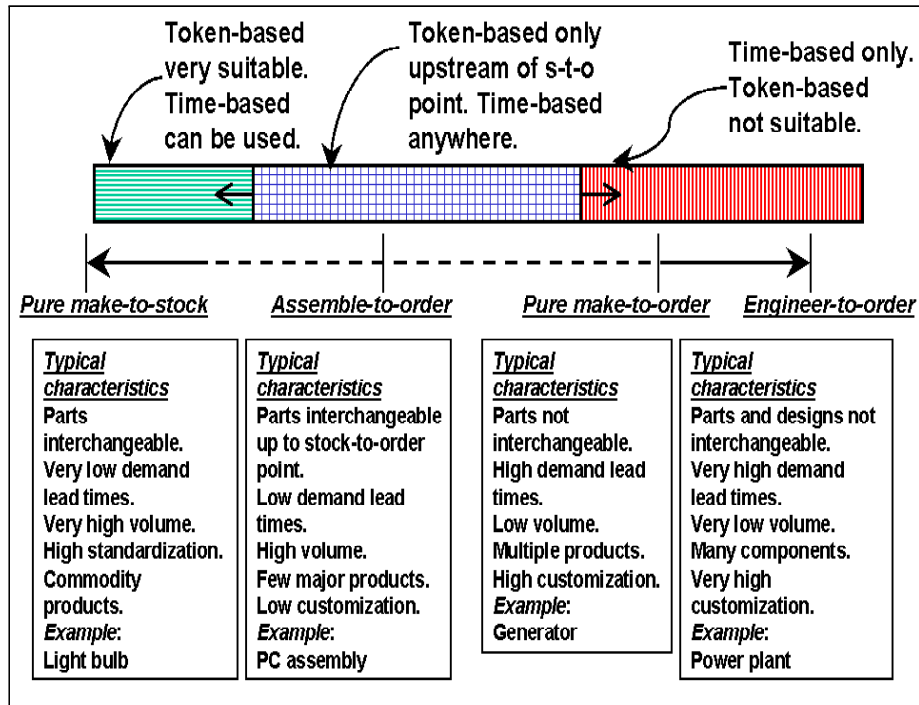 Token-based
very suitable.
Time-based
can be used.
Token-based only
upstream of s-t-o
point. Time-based
anywhere.
Time-based only.
Token-based
not suitable.
Pure make-to-stock
Assemble-to-order
Pure make-to-order
Engineer-to-order
Typical
characteristics
Parts
interchangeable.
Very low demand
lead times.
Very high volume.
High standardization.
Commodity
products.
Example:
Light bulb
Typical
characteristics
Parts interchangeable
up to stock-to-order
point.
Low demand lead
times.
High volume.
Few major products.
Low customization.
Example:
PC assembly
Typical
characteristics
Parts not
interchangeable.
High demand lead
times.
Low volume.
Multiple products.
High customization.
Example:
Generator
Typical
characteristics
Parts and designs not
interchangeable.
Very high demand
lead times.
Very low volume.
Many components.
Very high
customization.
Example:
Power plant